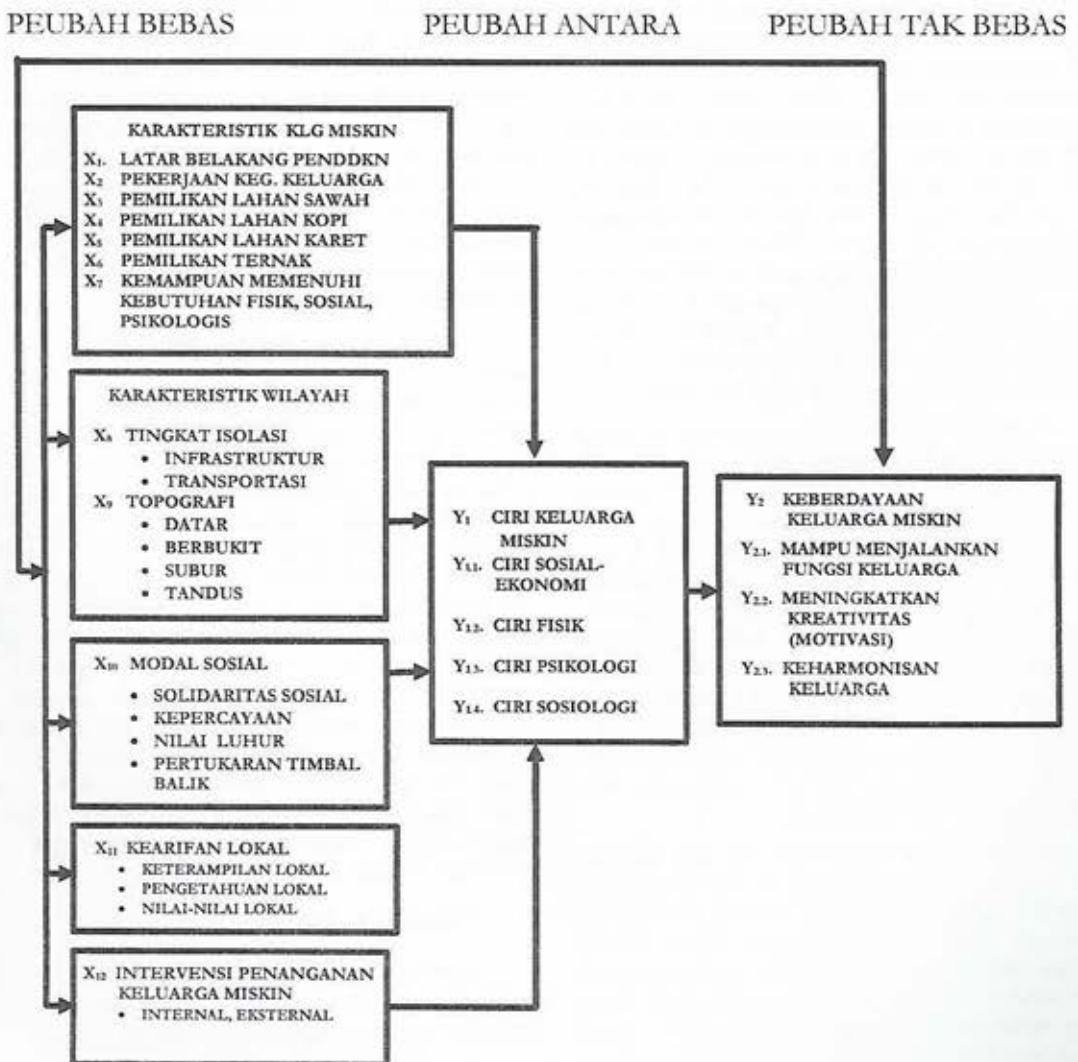 PEUBAH BEBAS
PEUBAH ANTARA
PEUBAH TAK BEBAS
KARAKTERISTIK KLG MISKIN
X₁. LATAR BELAKANG PENDDKN
X₂ PEKERJAAN KEG. KELUARGA
X₃ PEMILIKAN LAHAN SAWAH
X₄ PEMILIKAN LAHAN KOPI
X₅ PEMILIKAN LAHAN KARET
X₆ PEMILIKAN TERNAK
X₇ KEMAMPUAN MEMENUHI
KEBUTUHAN FISIK, SOSIAL,
PSIKOLOGIS
KARAKTERISTIK WILAYAH
X₈ TINGKAT ISOLASI
• INFRASTRUKTUR
• TRANSPORTASI
X₉ TOPOGRAFI
• DATAR
• BERBUKIT
• SUBUR
• TANDUS
X₁₀ MODAL SOSIAL
• SOLIDARITAS SOSIAL
• KEPERCAYAAN
• NILAI LUHUR
• PERTUKARAN TIMBAL
BALIK
X₁₁ KEARIFAN LOKAL
• KETERAMPILAN LOKAL
• PENGETAHUAN LOKAL
• NILAI-NILAI LOKAL
X₁₂ INTERVENSI PENANGANAN
KELUARGA MISKIN
• INTERNAL, EKSTERNAL
Y₁ CIRI KELUARGA
MISKIN
Y₁.₁. CIRI SOSIAL-
EKONOMI
Y₁.₂. CIRI FISIK
Y₁.₃. CIRI PSIKOLOGI
Y₁.₄. CIRI SOSIOLOGI
Y₂ KEBERDAYAAN
KELUARGA MISKIN
Y₂.₁. MAMPU MENJALANKAN
FUNGSI KELUARGA
Y₂.₂. MENINGKATKAN
KREATIVITAS
(MOTIVASI)
Y₂.₃. KEHARMONISAN
KELUARGA